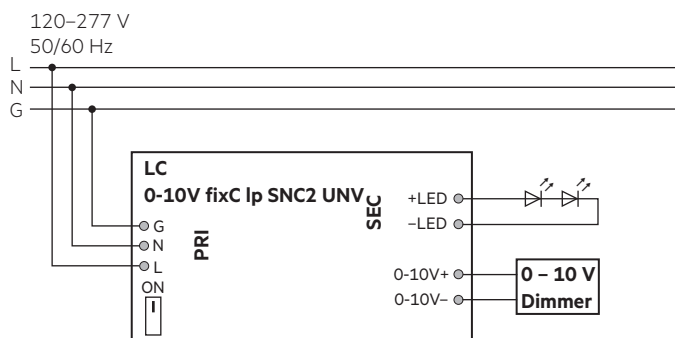 120–277 V
50/60 Hz
L
N
G
LC
0-10V fixC lp SNC2 UNV
PRI
SEC
G
N
L
ON
+LED
–LED
0-10V+
0-10V–
0 – 10 V
Dimmer